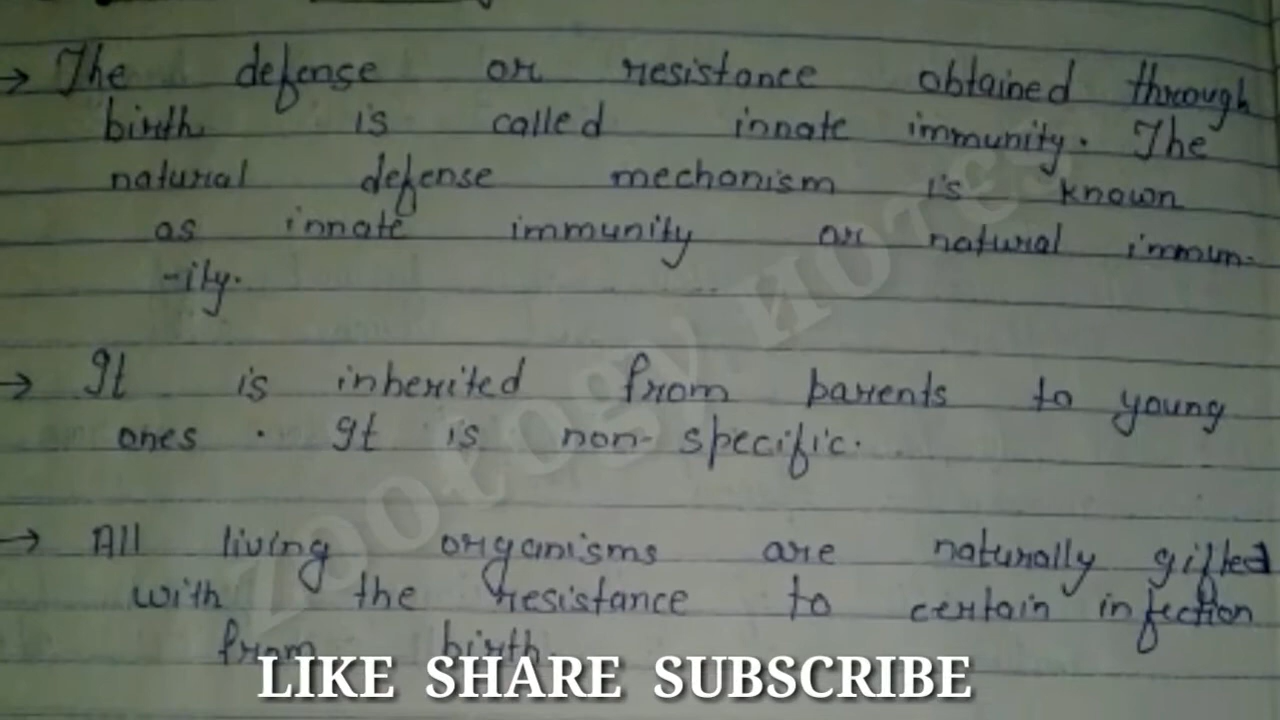 → The defense or resistance obtained through
birth is called innate immunity. The
natural defense mechanism is known
as innate immunity or natural immun-
-ity.
→ It is inherited from parents to young
ones. It is non-specific.
→ All living organisms are naturally gifted
with the resistance to certain infection
from birth.
zoology notes
LIKE SHARE SUBSCRIBE